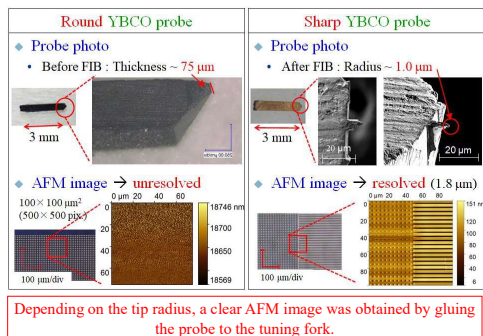 Round YBCO probe
Probe photo
• Before FIB : Thickness ~ 75 μm
3 mm
AFM image → unresolved
100×100 μm²
(500×500 pix.)
100 μm/div
0 μm 20 40 60
0
20
40
60
80
18746 nm
18700
18650
18600
18569
Sharp YBCO probe
Probe photo
• After FIB : Radius ~ 1.0 μm
3 mm
20 μm
20 μm
AFM image → resolved (1.8 μm)
100 μm/div
0 μm 20 40 60 80
0
20
40
60
80
151 nm
120
90
60
40
6
Depending on the tip radius, a clear AFM image was obtained by gluing
the probe to the tuning fork.